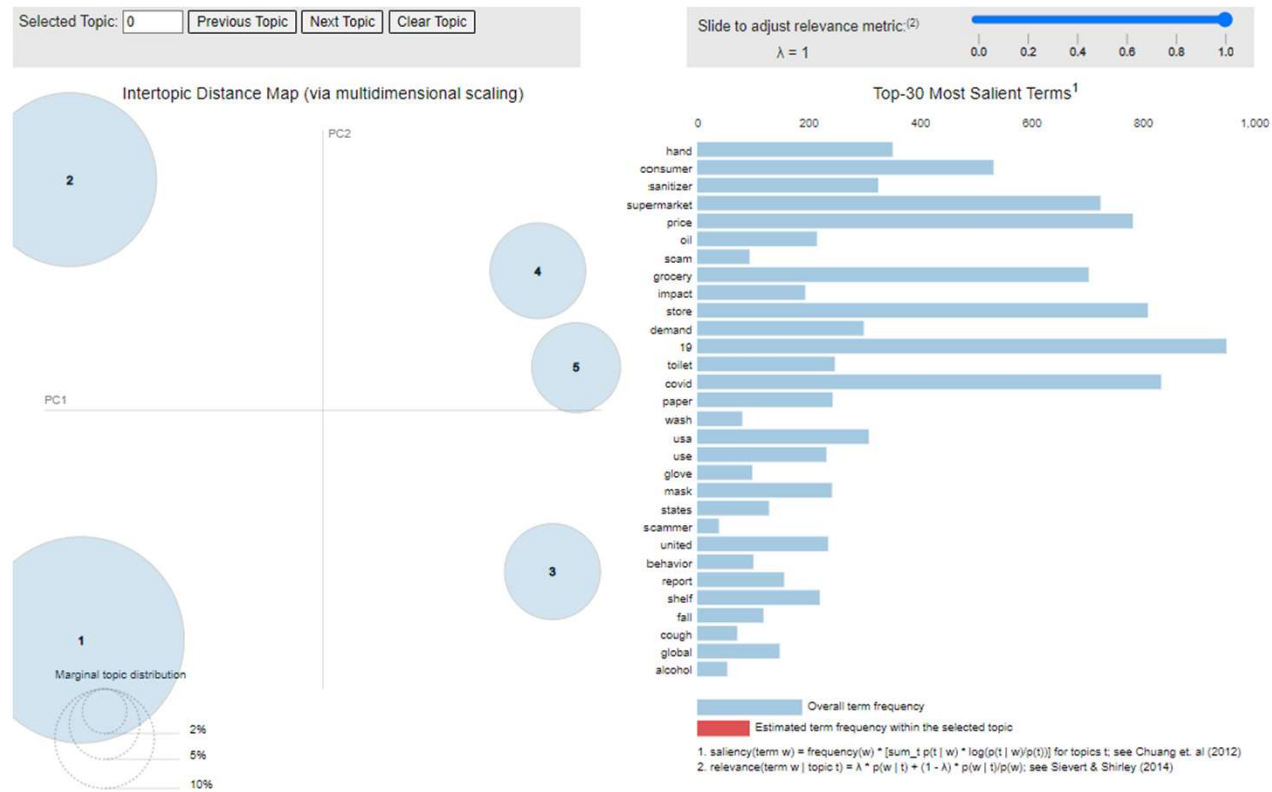 Selected Topic: 0 Previous Topic Next Topic Clear Topic
Slide to adjust relevance metric:(2)
λ = 1
0.0 0.2 0.4 0.6 0.8 1.0
Intertopic Distance Map (via multidimensional scaling)
PC2
PC1
2
4
5
3
1
Marginal topic distribution
2%
5%
10%
Top-30 Most Salient Terms1
0 200 400 600 800 1,000
hand
consumer
sanitizer
supermarket
price
oil
scam
grocery
impact
store
demand
19
toilet
covid
paper
wash
usa
use
glove
mask
states
scammer
united
behavior
report
shelf
fall
cough
global
alcohol
Overall term frequency
Estimated term frequency within the selected topic
1. saliency(term w) = frequency(w) * [sum_t p(t | w) * log(p(t | w)/p(t))] for topics t; see Chuang et. al (2012)
2. relevance(term w | topic t) = λ * p(w | t) + (1 - λ) * p(w | t)/p(w); see Sievert & Shirley (2014)